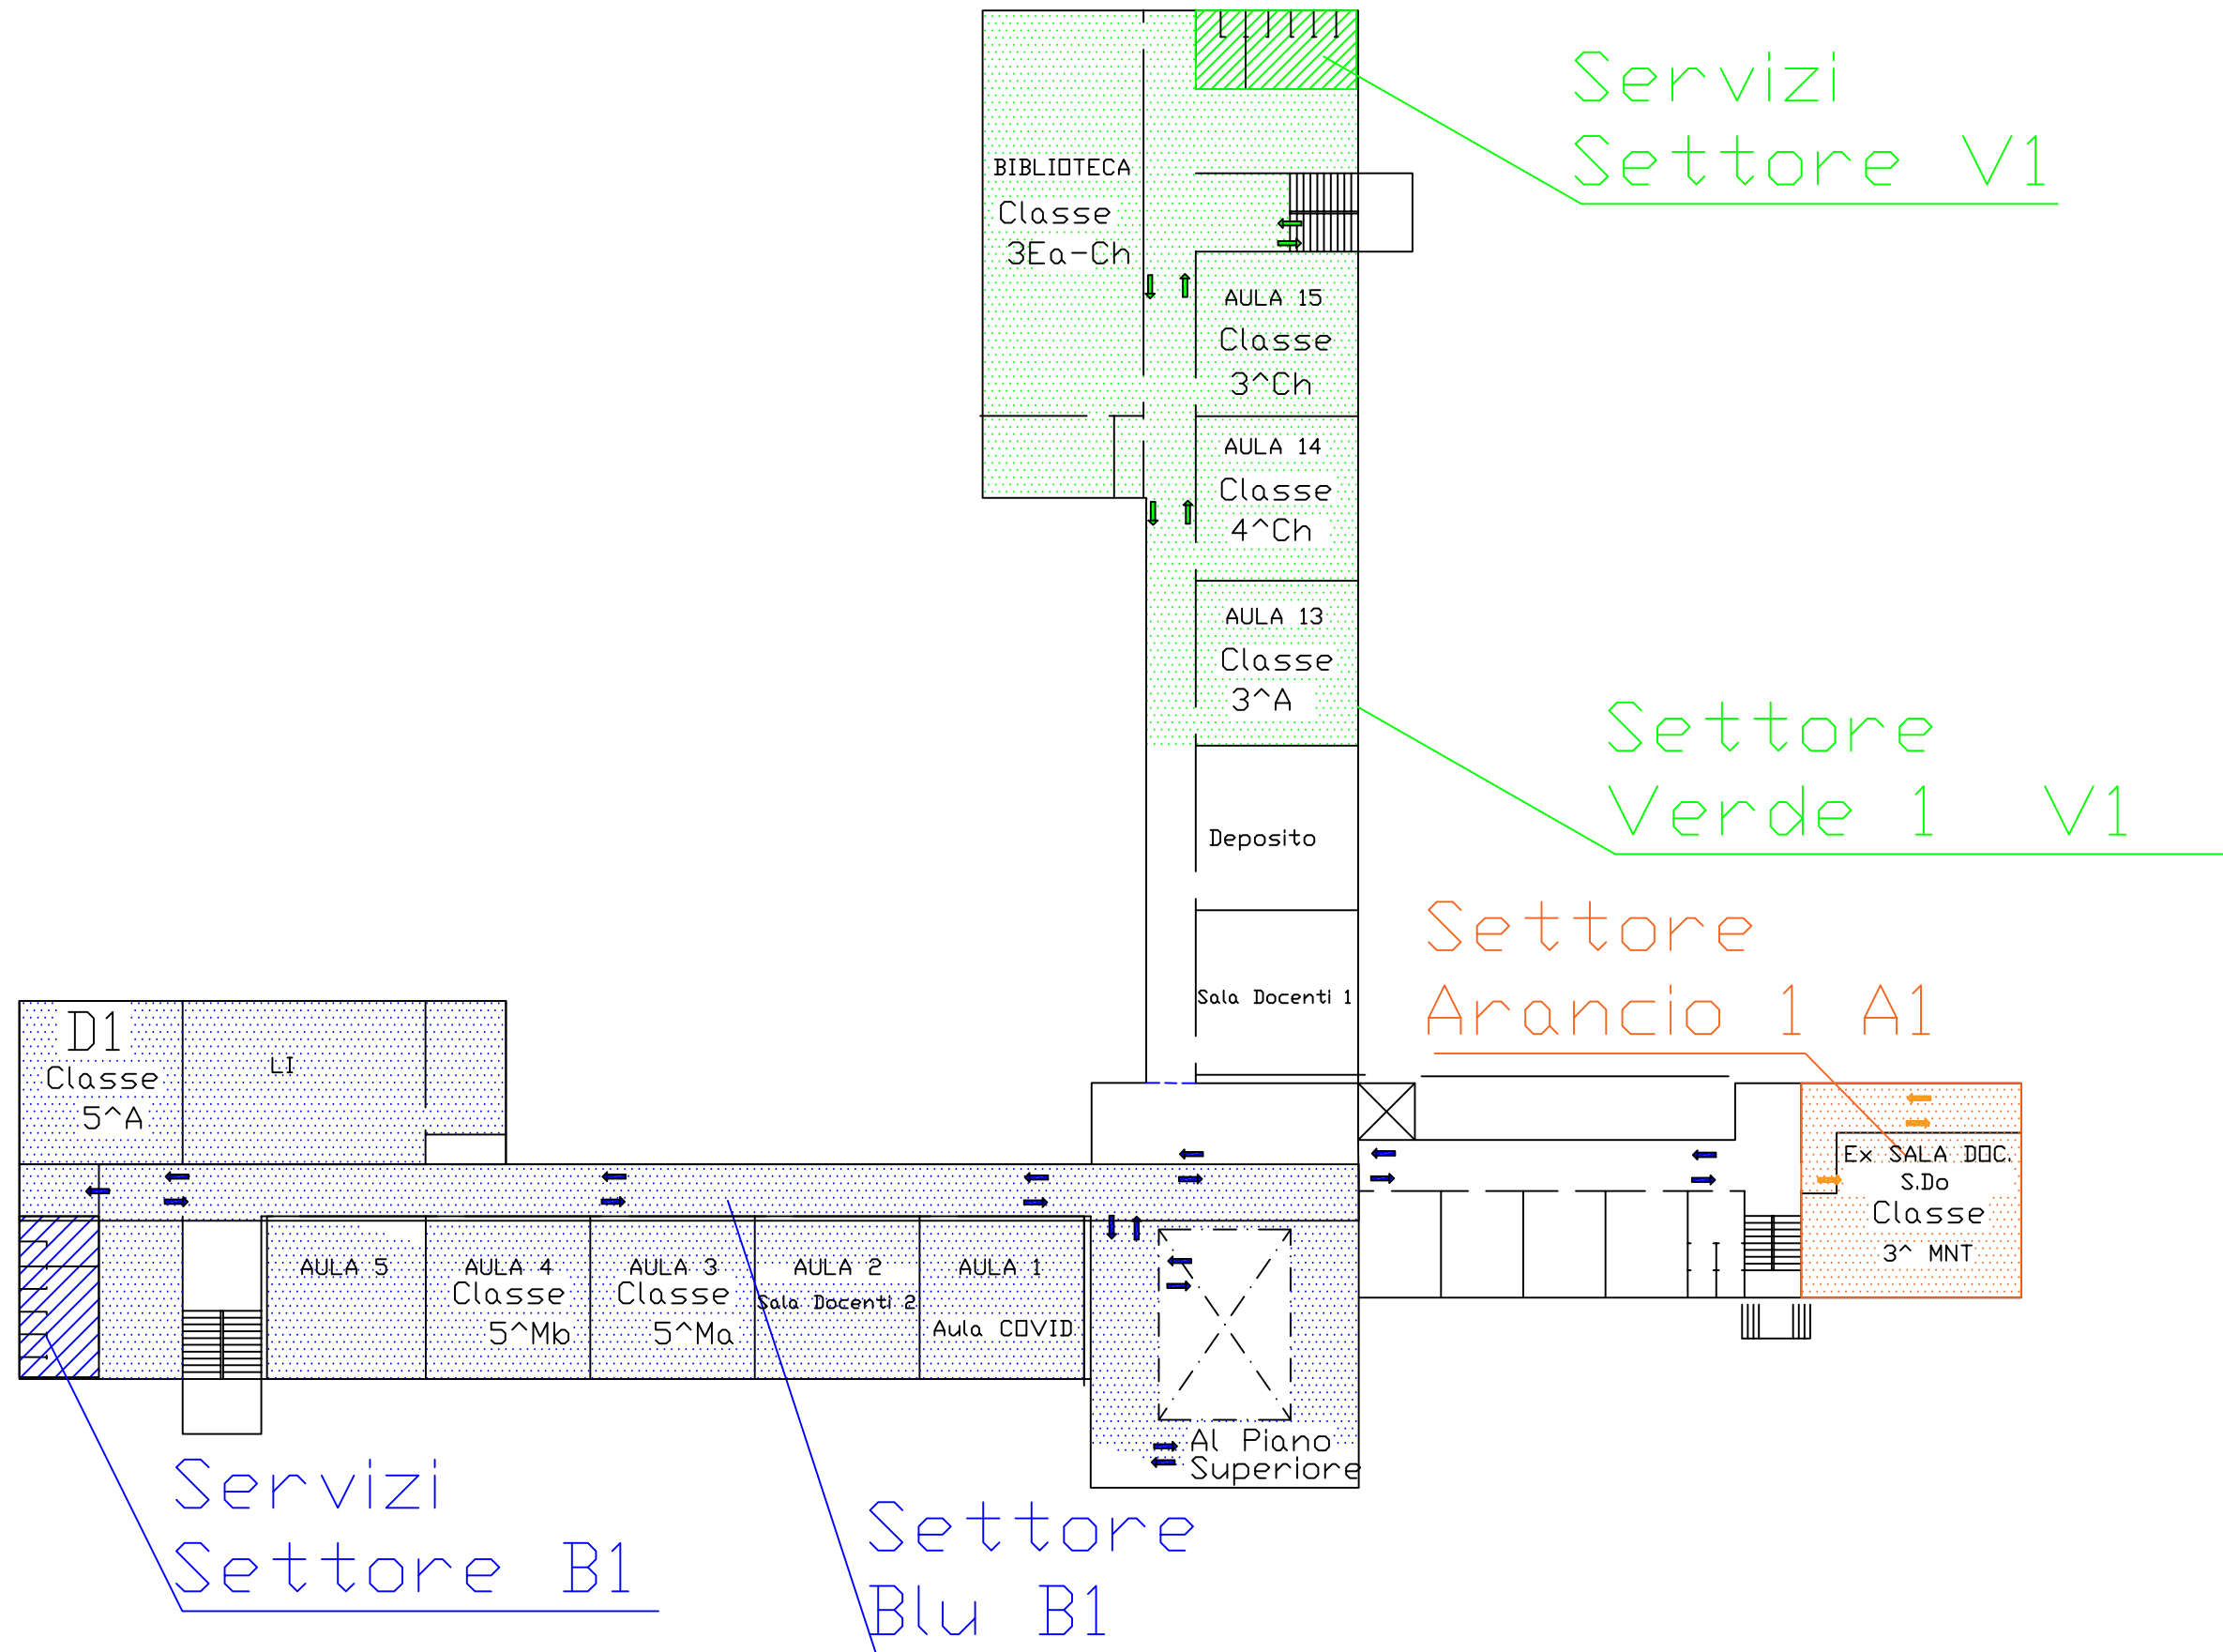 Servizi
Settore V1
BIBLIOTECA
Classe
3Ea-Ch
AULA 15
Classe
3^Ch
AULA 14
Classe
4^Ch
AULA 13
Classe
3^A
Settore
Verde 1 V1
Deposito
Settore
Arancio 1 A1
Sala Docenti 1
D1
Classe
5^A
LI
Ex SALA DOC.
S.Do
Classe
3^ MNT
AULA 5
AULA 4
Classe
5^Mb
AULA 3
Classe
5^Ma
AULA 2
Sala Docenti 2
AULA 1
Aula COVID
Al Piano
Superiore
Servizi
Settore B1
Settore
Blu B1